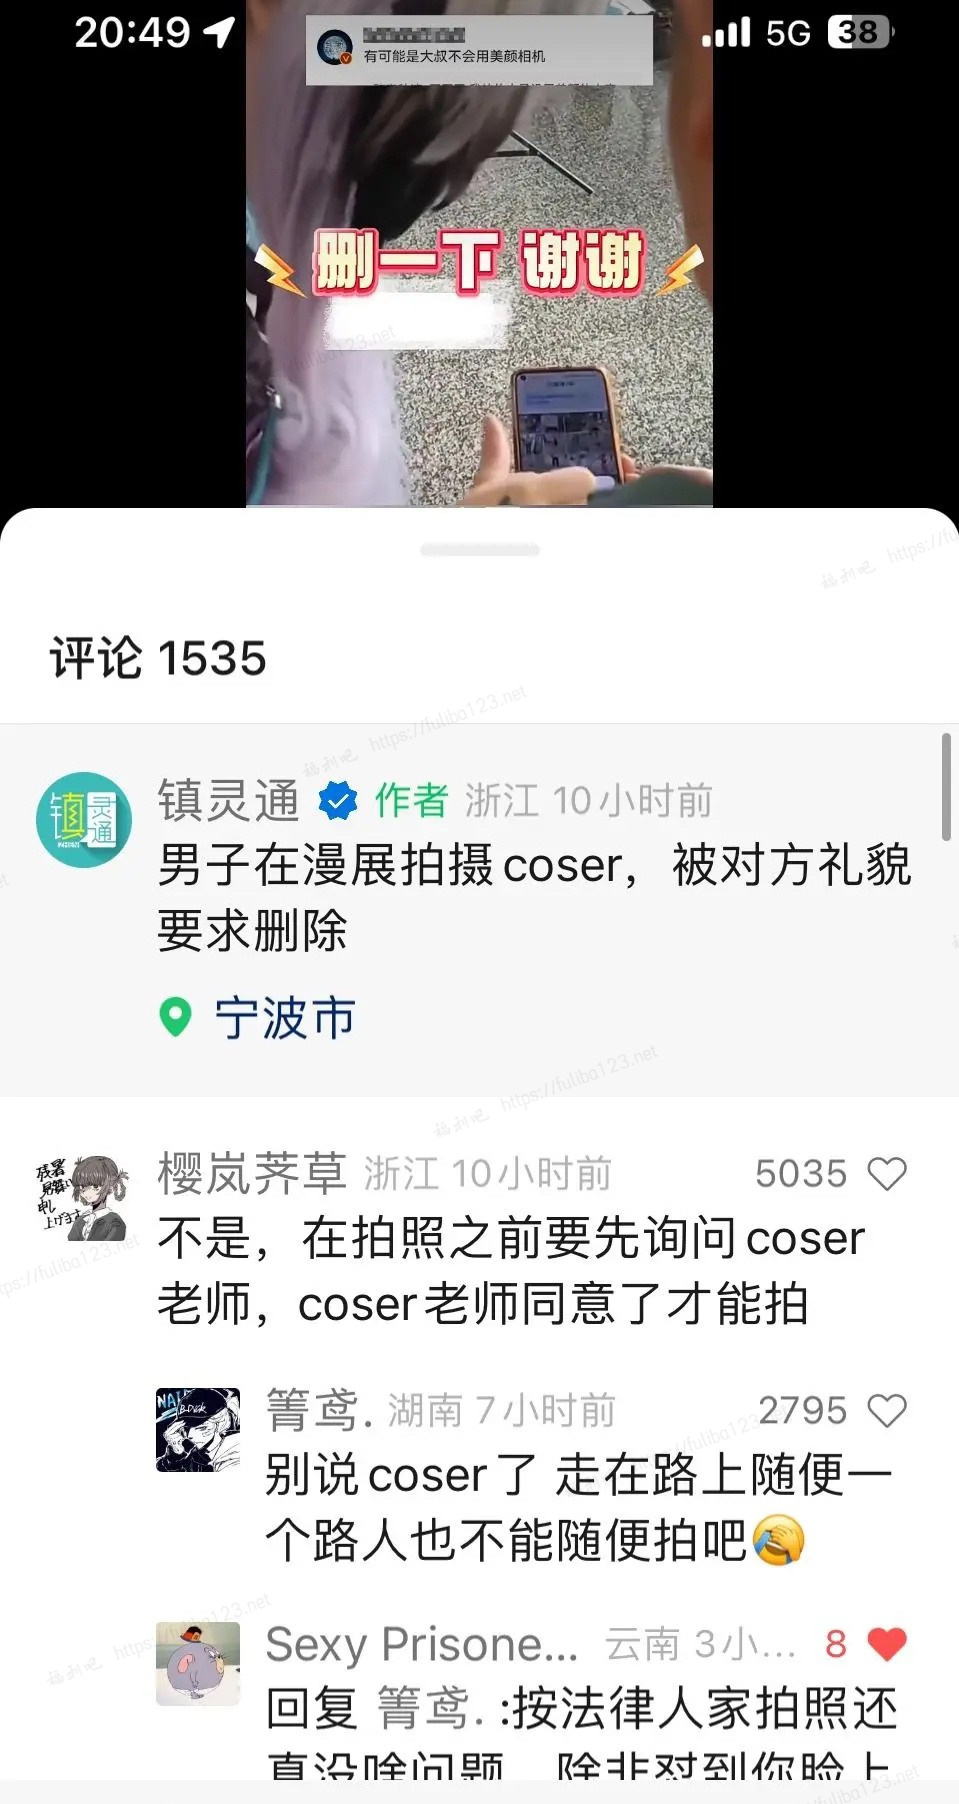 20:49 5G 38
有可能是大叔不会用美颜相机
删一下 谢谢
评论 1535
镇灵通 作者 浙江 10小时前
男子在漫展拍摄coser，被对方礼貌
要求删除
宁波市
樱岚荠草 浙江 10小时前 5035
不是，在拍照之前要先询问coser
老师，coser老师同意了才能拍
箐鸢. 湖南 7小时前 2795
别说coser了 走在路上随便一
个路人也不能随便拍吧
Sexy Prisone... 云南 3小... 8
回复 箐鸢. :按法律人家拍照还
真没啥问题，除非怼到你脸上
福利吧 https://fuliba123.net